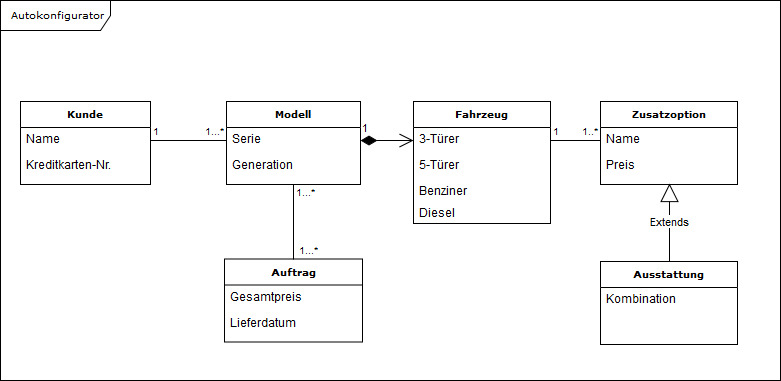 Autokonfigurator
Kunde
Name
Kreditkarten-Nr.
1
1...*
Modell
Serie
Generation
1
Fahrzeug
3-Türer
5-Türer
Benziner
Diesel
1
1..*
Zusatzoption
Name
Preis
1...*
1...*
Extends
Auftrag
Gesamtpreis
Lieferdatum
Ausstattung
Kombination